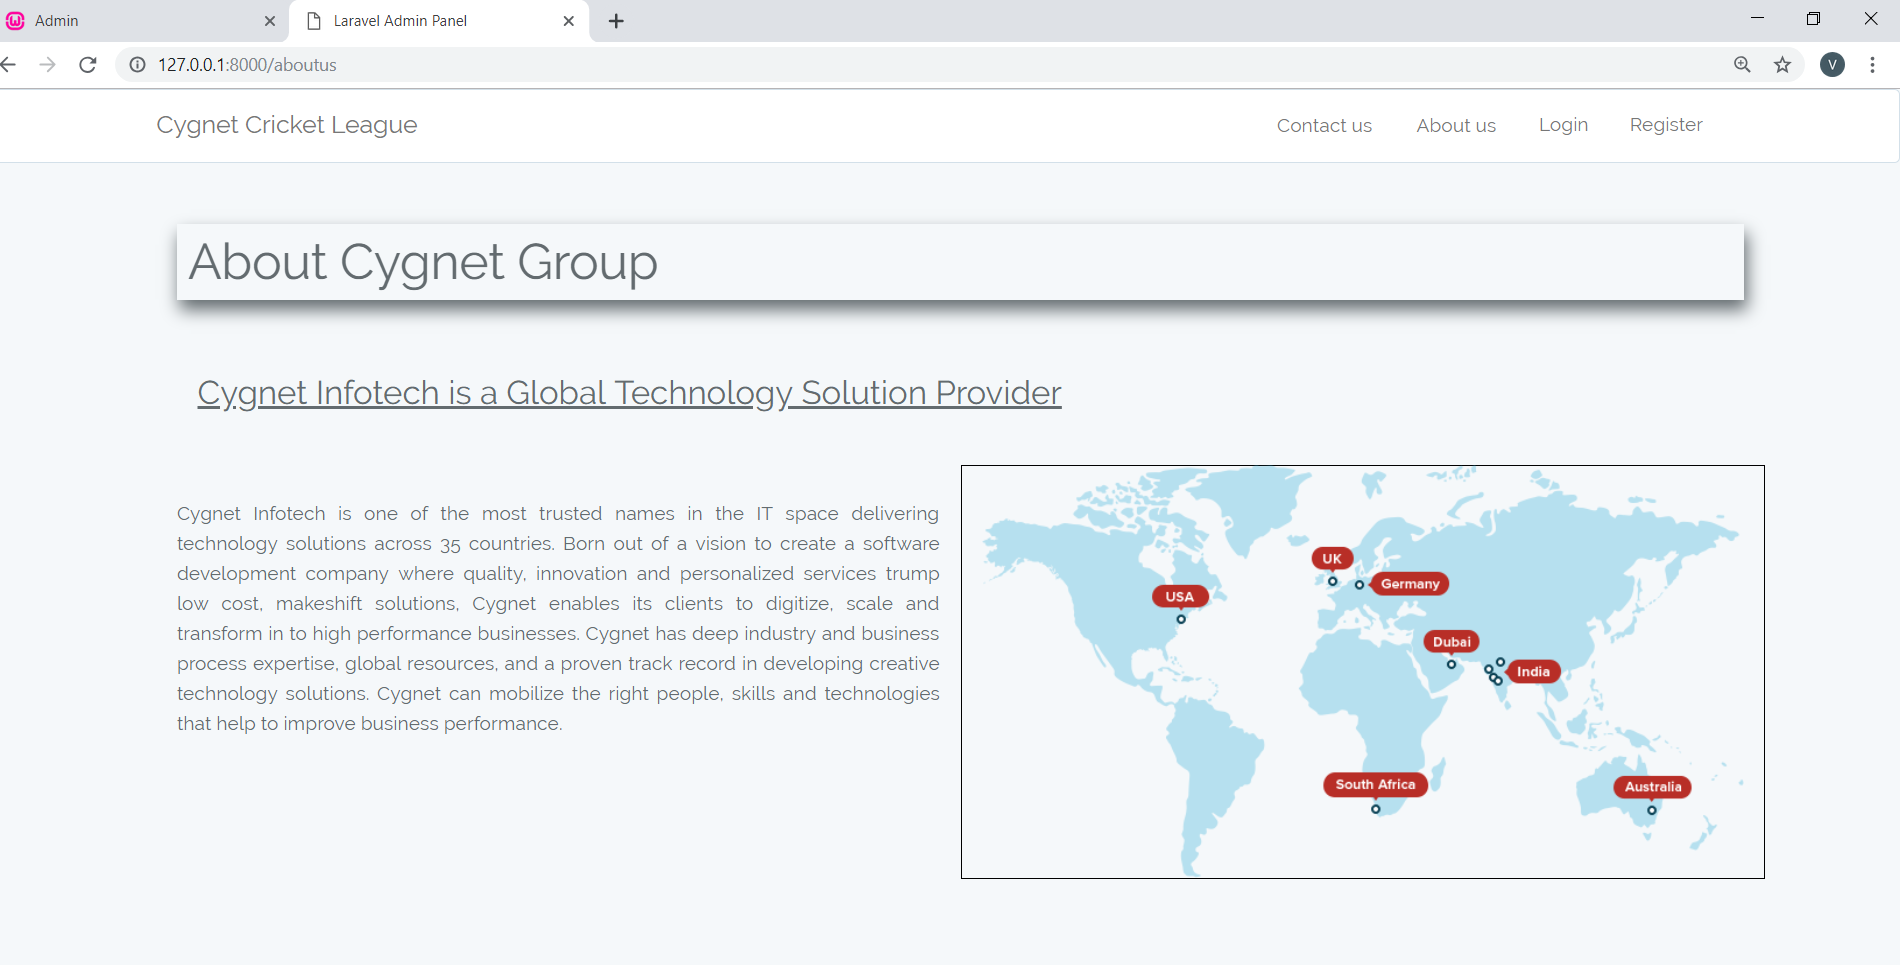 Admin
Laravel Admin Panel
127.0.0.1:8000/aboutus
V
Cygnet Cricket League
Contact us
About us
Login
Register
About Cygnet Group
Cygnet Infotech is a Global Technology Solution Provider
Cygnet Infotech is one of the most trusted names in the IT space delivering
technology solutions across 35 countries. Born out of a vision to create a software
development company where quality, innovation and personalized services trump
low cost, makeshift solutions, Cygnet enables its clients to digitize, scale and
transform in to high performance businesses. Cygnet has deep industry and business
process expertise, global resources, and a proven track record in developing creative
technology solutions. Cygnet can mobilize the right people, skills and technologies
that help to improve business performance.
UK
Germany
USA
Dubai
India
South Africa
Australia